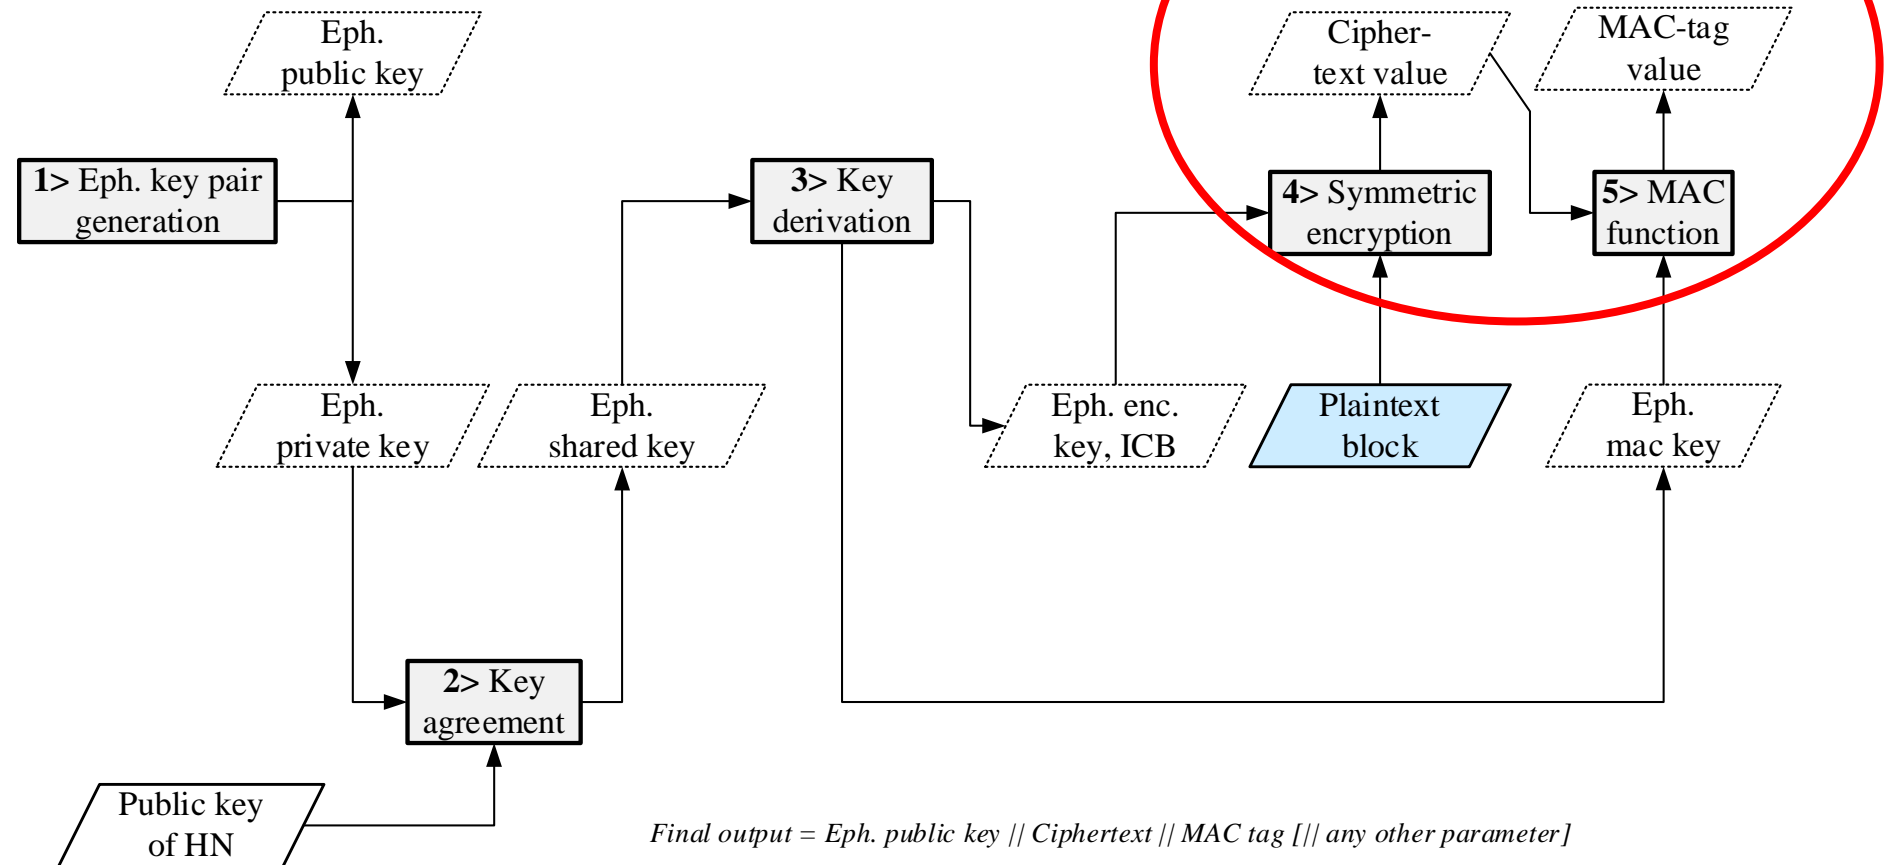 Eph.
public key
Cipher-
text value
MAC-tag
value
1> Eph. key pair
generation
3> Key
derivation
4> Symmetric
encryption
5> MAC
function
Eph.
private key
Eph.
shared key
Eph. enc.
key, ICB
Plaintext
block
Eph.
mac key
2> Key
agreement
Public key
of HN
Final output = Eph. public key || Ciphertext || MAC tag [|| any other parameter]